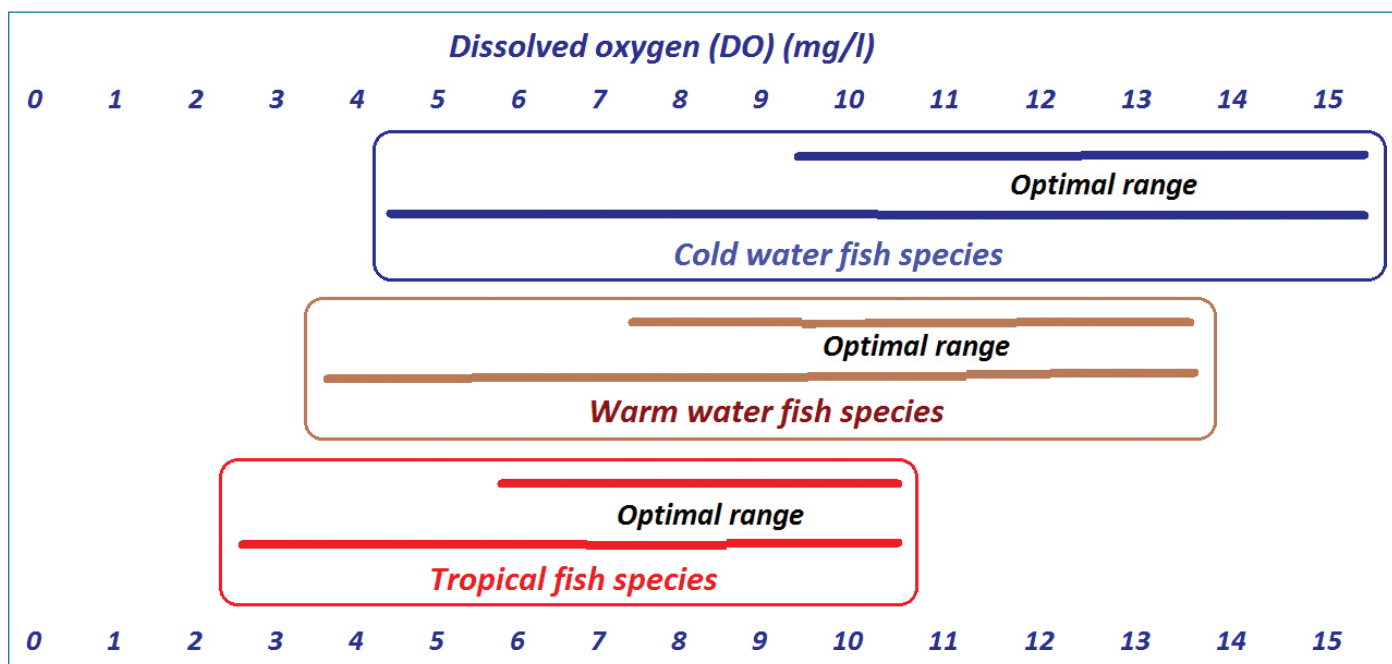 Dissolved oxygen (DO) (mg/l)
0 1 2 3 4 5 6 7 8 9 10 11 12 13 14 15
Optimal range
Cold water fish species
Optimal range
Warm water fish species
Optimal range
Tropical fish species
0 1 2 3 4 5 6 7 8 9 10 11 12 13 14 15